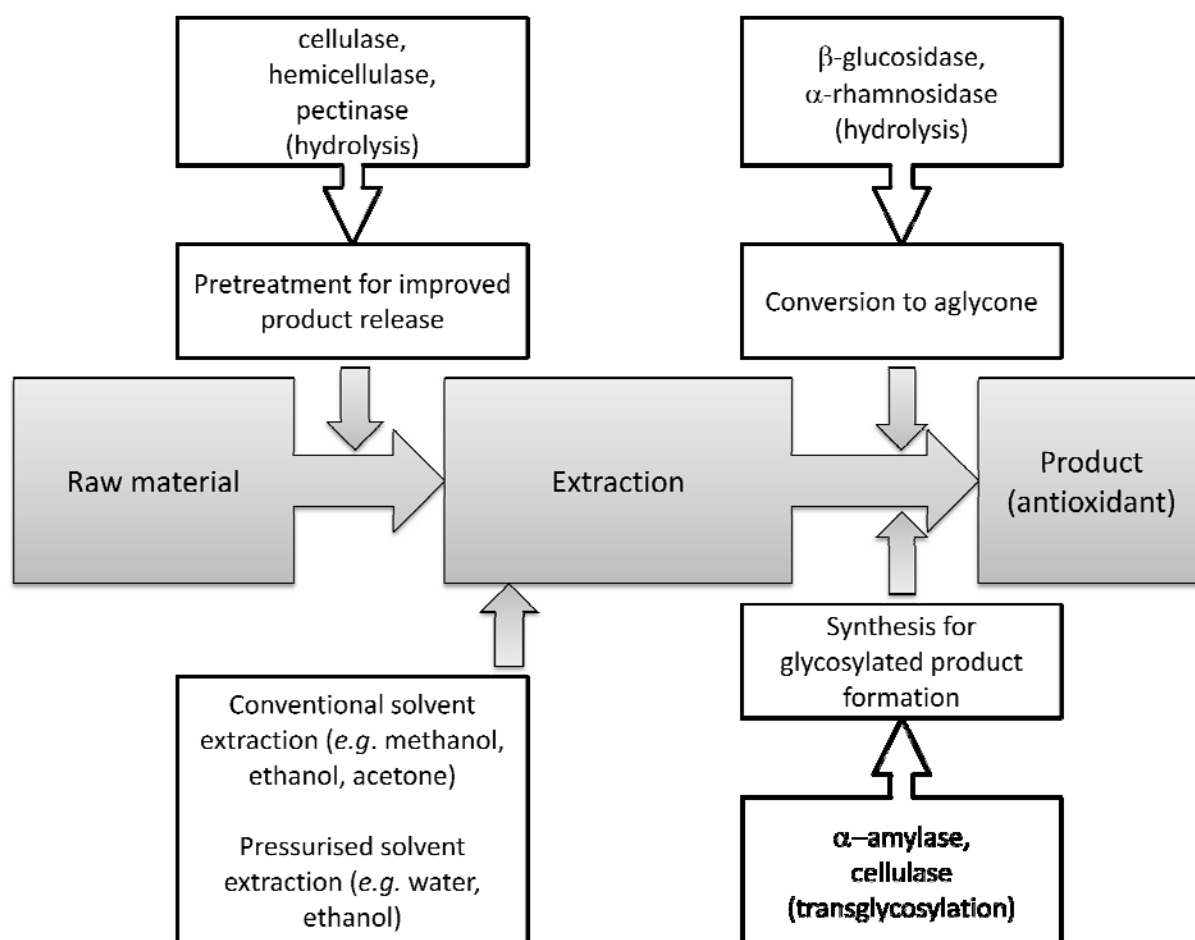 cellulase,
hemicellulase,
pectinase
(hydrolysis)
β-glucosidase,
α-rhamnosidase
(hydrolysis)
Pretreatment for improved
product release
Conversion to aglycone
Raw material
Extraction
Product
(antioxidant)
Conventional solvent
extraction (e.g. methanol,
ethanol, acetone)
Pressurised solvent
extraction (e.g. water,
ethanol)
Synthesis for
glycosylated product
formation
α–amylase,
cellulase
(transglycosylation)